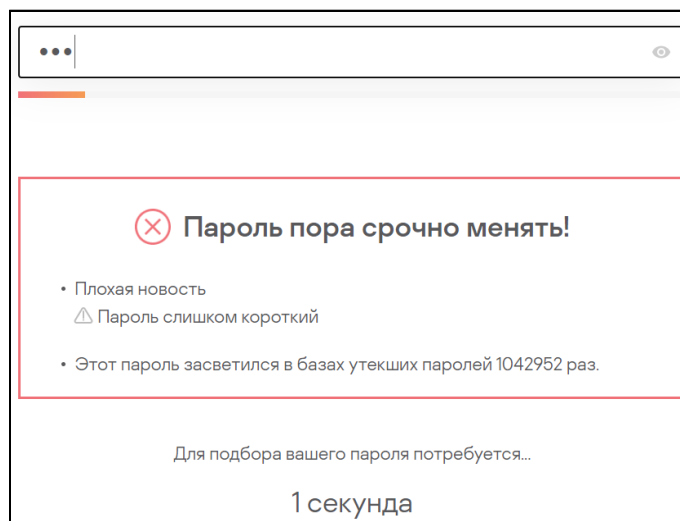 •••
Пароль пора срочно менять!
• Плохая новость
Пароль слишком короткий
• Этот пароль засветился в базах утекших паролей 1042952 раз.
Для подбора вашего пароля потребуется...
1 секунда